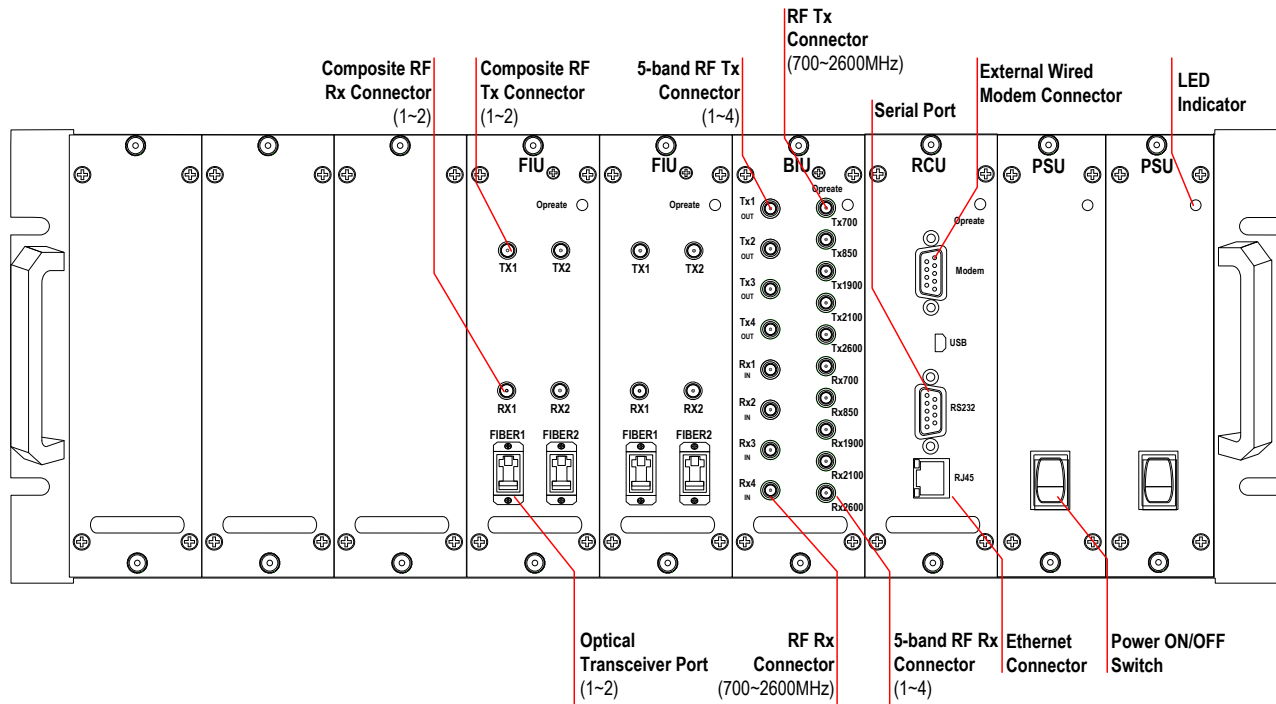 RF Tx
Connector
(700~2600MHz)
Composite RF
Rx Connector
(1~2)
Composite RF
Tx Connector
(1~2)
5-band RF Tx
Connector
(1~4)
External Wired
Modem Connector
LED
Indicator
Serial Port
FIU
Opreate
TX1
TX2
RX1
RX2
FIBER1
FIBER2
FIU
Opreate
TX1
TX2
RX1
RX2
FIBER1
FIBER2
BIU
Opreate
Tx1
OUT
Tx2
OUT
Tx3
OUT
Tx4
OUT
Rx1
IN
Rx2
IN
Rx3
IN
Rx4
IN
Tx700
Tx850
Tx1900
Tx2100
Tx2600
Rx700
Rx850
Rx1900
Rx2100
Rx2600
RCU
Opreate
Modem
USB
RS232
RJ45
PSU
PSU
Optical
Transceiver Port
(1~2)
RF Rx
Connector
(700~2600MHz)
5-band RF Rx
Connector
(1~4)
Ethernet
Connector
Power ON/OFF
Switch